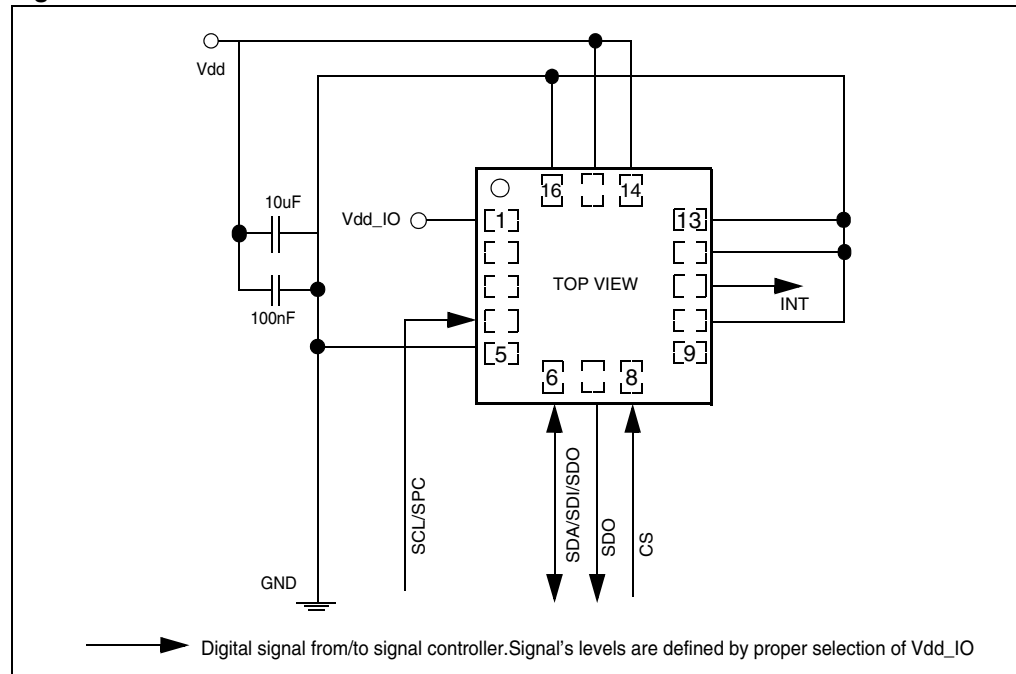 Vdd
16
14
10uF
Vdd_IO
1
13
TOP VIEW
INT
100nF
5
9
6
8
SCL/SPC
SDA/SDI/SDO
SDO
CS
GND
Digital signal from/to signal controller.Signal's levels are defined by proper selection of Vdd_IO